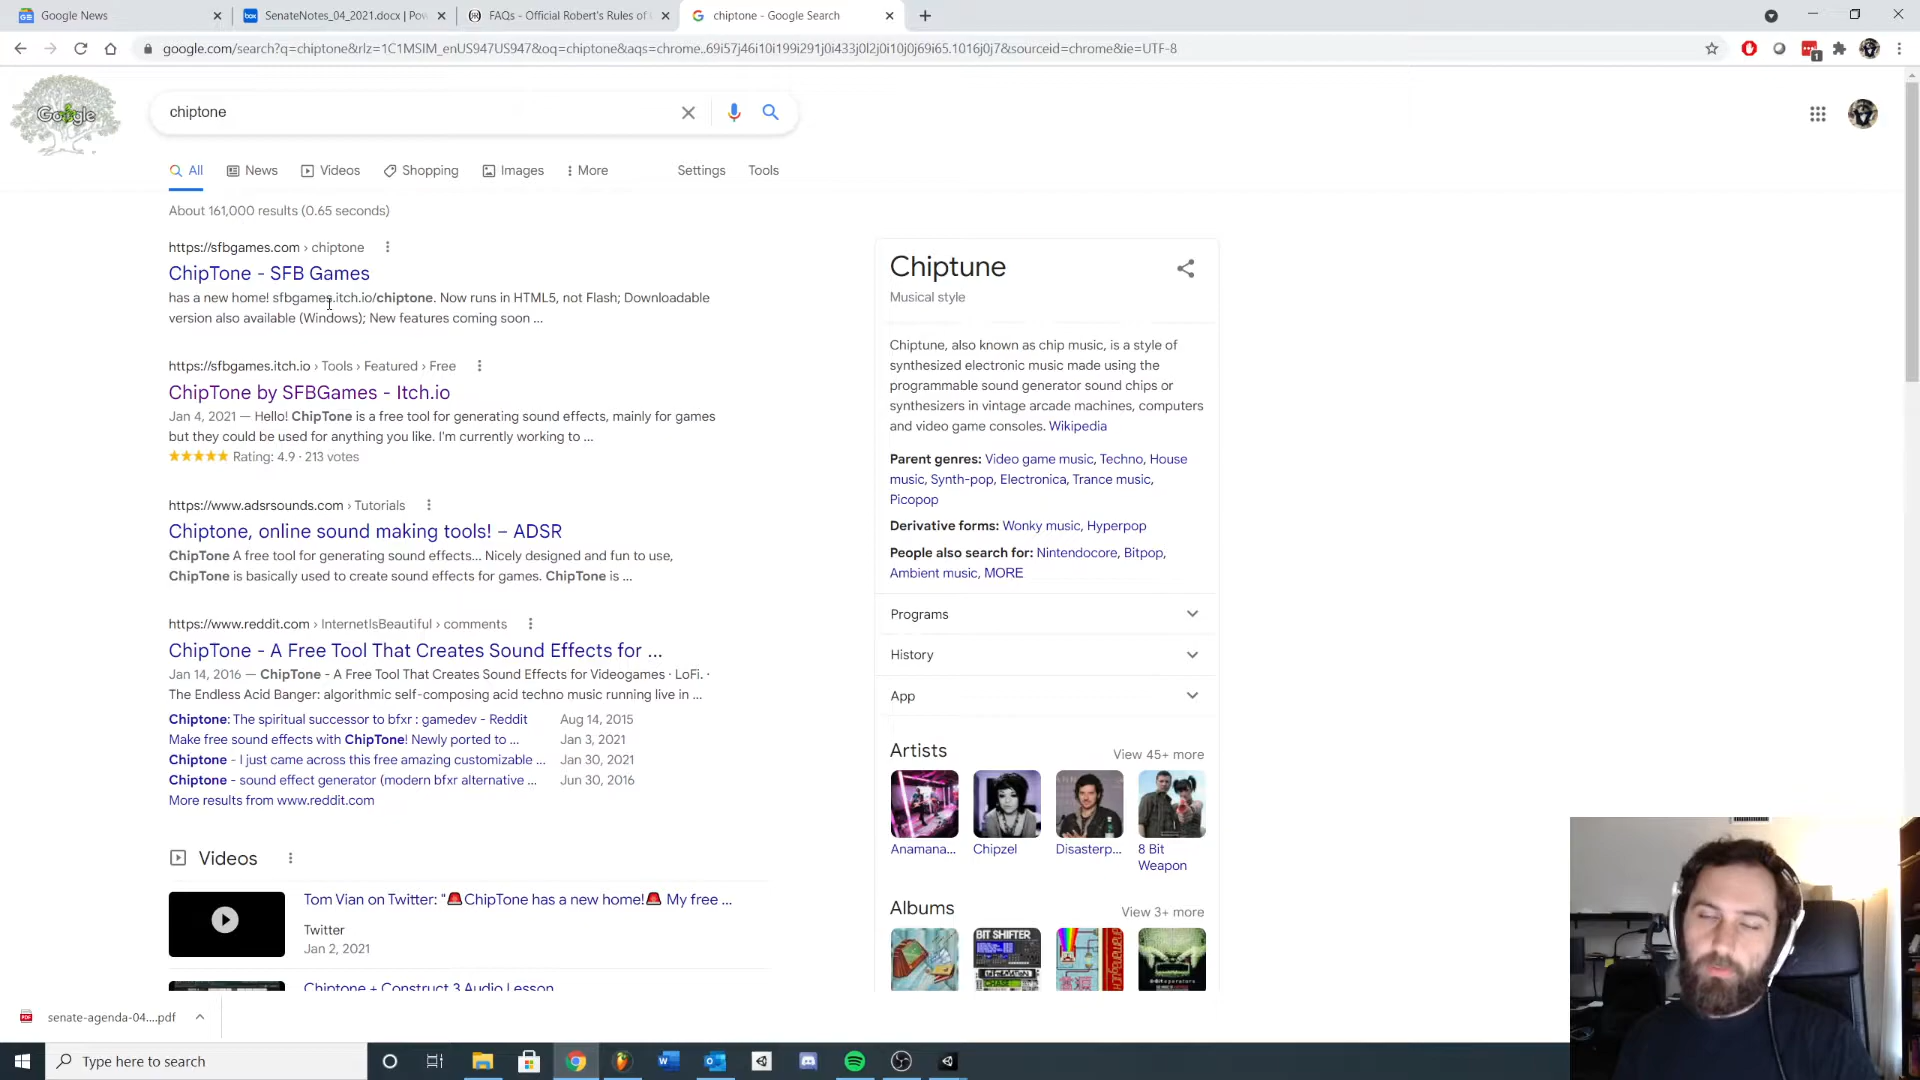 Google News
SenateNotes_04_2021.docx | Pow
FAQs - Official Robert's Rules of
chiptone - Google Search
google.com/search?q=chiptone&rlz=1C1MSIM_enUS947US947&oq=chiptone&aqs=chrome..69i57j46i10i199i291j0i433j0l2j0i10j0j69i65.1016j0j7&sourceid=chrome&ie=UTF-8
Google
chiptone
All News Videos Shopping Images More Settings Tools
About 161,000 results (0.65 seconds)
https://sfbgames.com › chiptone
ChipTone - SFB Games
has a new home! sfbgames.itch.io/chiptone. Now runs in HTML5, not Flash; Downloadable
version also available (Windows); New features coming soon ...
https://sfbgames.itch.io › Tools › Featured › Free
ChipTone by SFBGames - Itch.io
Jan 4, 2021 — Hello! ChipTone is a free tool for generating sound effects, mainly for games
but they could be used for anything you like. I'm currently working to ...
Rating: 4.9 · 213 votes
https://www.adsrsounds.com › Tutorials
Chiptone, online sound making tools! – ADSR
ChipTone A free tool for generating sound effects... Nicely designed and fun to use,
ChipTone is basically used to create sound effects for games. ChipTone is ...
https://www.reddit.com › InternetIsBeautiful › comments
ChipTone - A Free Tool That Creates Sound Effects for ...
Jan 14, 2016 — ChipTone - A Free Tool That Creates Sound Effects for Videogames · LoFi. ·
The Endless Acid Banger: algorithmic self-composing acid techno music running live in ...
Chiptone: The spiritual successor to bfxr : gamedev - Reddit Aug 14, 2015
Make free sound effects with ChipTone! Newly ported to ... Jan 3, 2021
Chiptone - I just came across this free amazing customizable ... Jan 30, 2021
Chiptone - sound effect generator (modern bfxr alternative ... Jun 30, 2016
More results from www.reddit.com
Videos
Tom Vian on Twitter: "🚨ChipTone has a new home!🚨 My free ...
Twitter
Jan 2, 2021
Chiptone + Construct 3 Audio Lesson
Chiptune
Musical style
Chiptune, also known as chip music, is a style of
synthesized electronic music made using the
programmable sound generator sound chips or
synthesizers in vintage arcade machines, computers
and video game consoles. Wikipedia
Parent genres: Video game music, Techno, House
music, Synth-pop, Electronica, Trance music,
Picopop
Derivative forms: Wonky music, Hyperpop
People also search for: Nintendocore, Bitpop,
Ambient music, MORE
Programs
History
App
Artists View 45+ more
Anamana... Chipzel Disasterp... 8 Bit
Weapon
Albums View 3+ more
BIT SHIFTER
senate-agenda-04....pdf
Type here to search